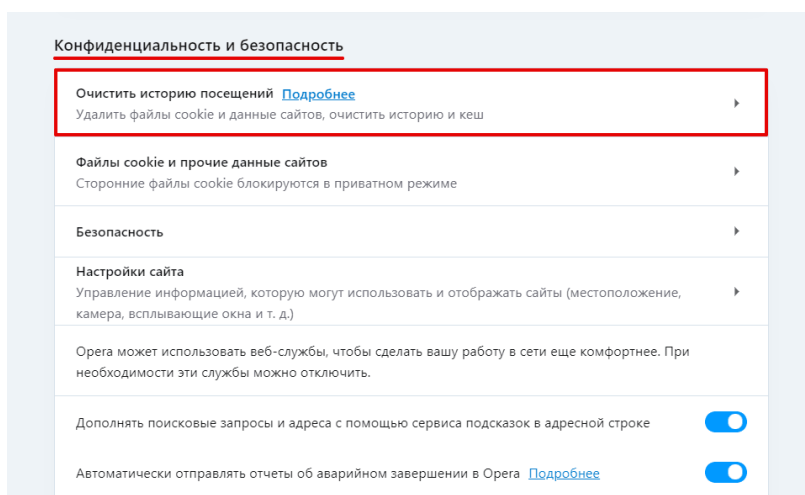 Конфиденциальность и безопасность
Очистить историю посещений Подробнее
Удалить файлы cookie и данные сайтов, очистить историю и кеш
Файлы cookie и прочие данные сайтов
Сторонние файлы cookie блокируются в приватном режиме
Безопасность
Настройки сайта
Управление информацией, которую могут использовать и отображать сайты (местоположение,
камера, всплывающие окна и т. д.)
Opera может использовать веб-службы, чтобы сделать вашу работу в сети еще комфортнее. При
необходимости эти службы можно отключить.
Дополнять поисковые запросы и адреса с помощью сервиса подсказок в адресной строке
Автоматически отправлять отчеты об аварийном завершении в Opera Подробнее